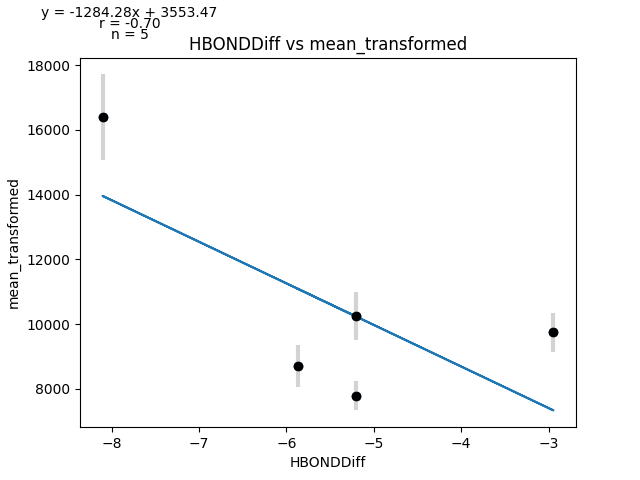 y = -1284.28x + 3553.47
r = -0.70
n = 5
HBONDDiff vs mean_transformed
18000
16000
14000
12000
10000
8000
mean_transformed
−8
−7
−6
−5
−4
−3
HBONDDiff